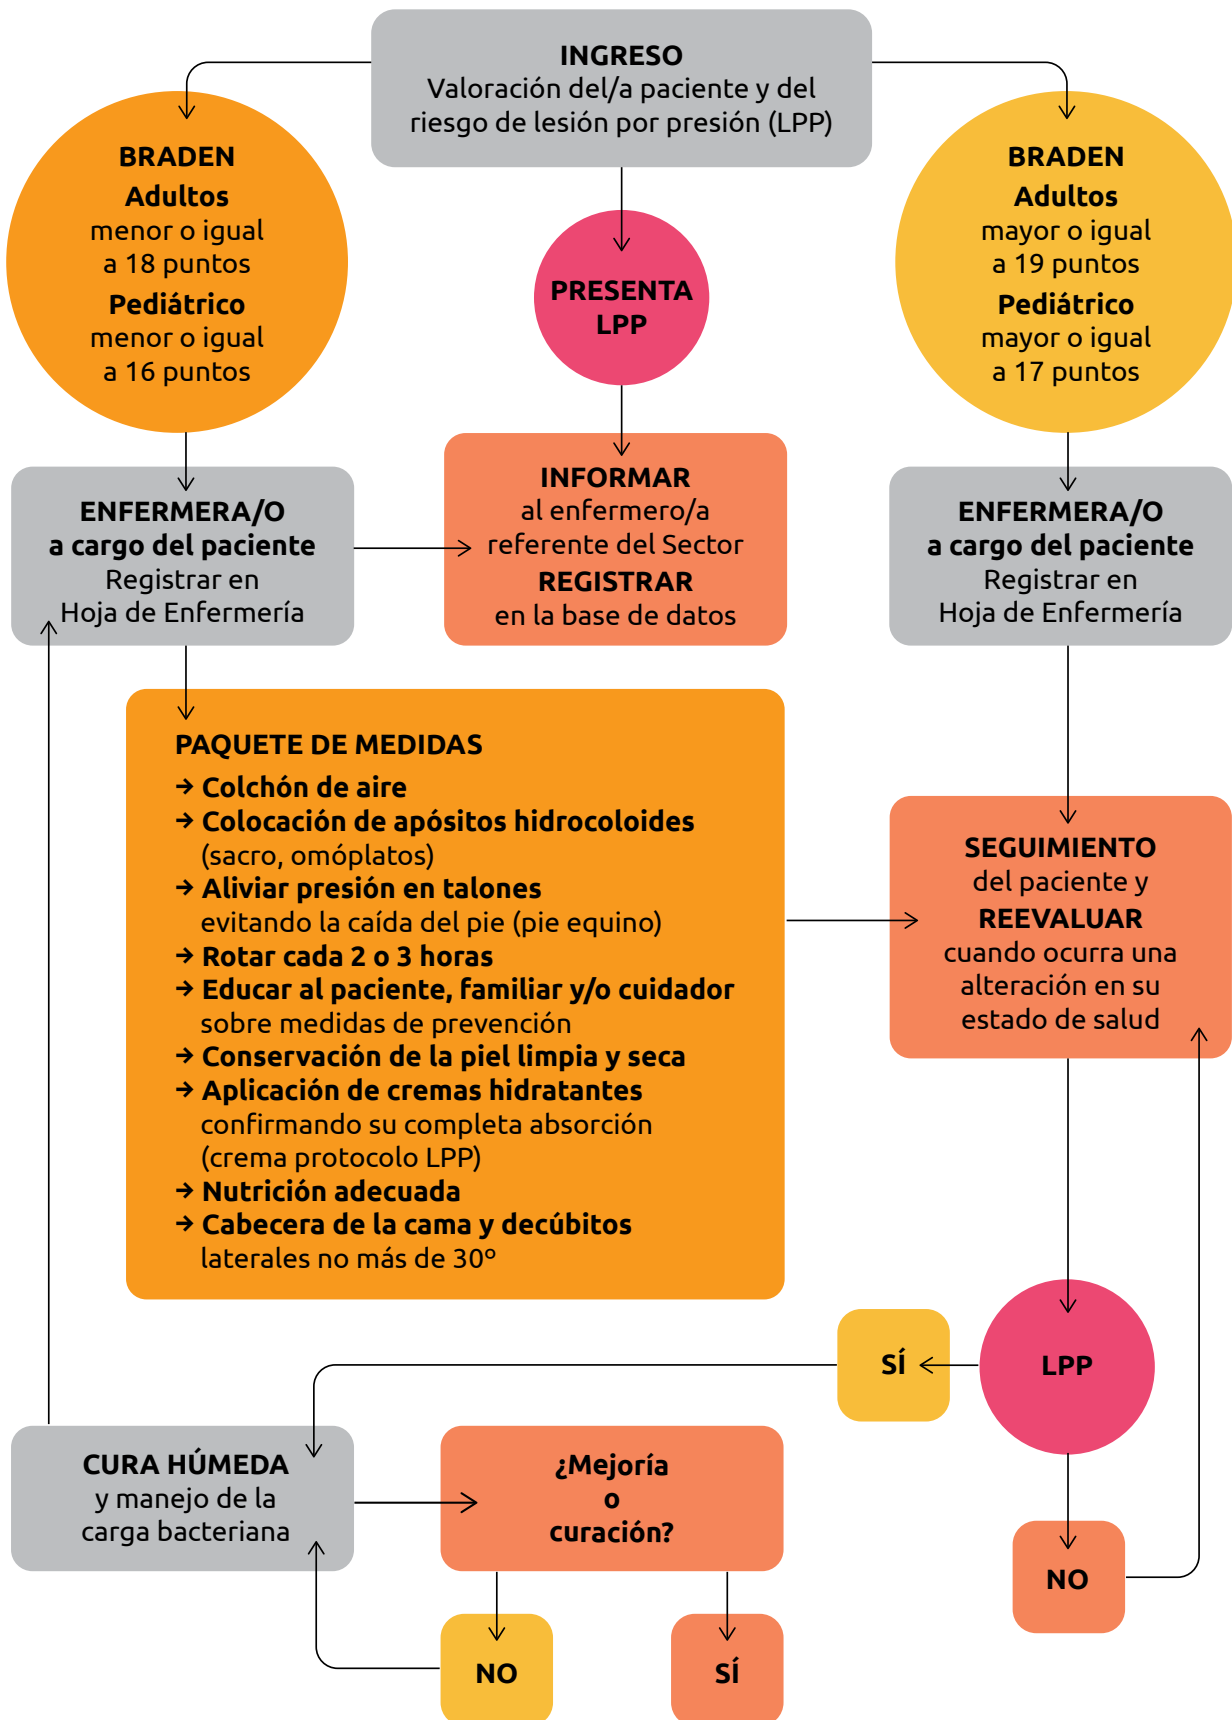 INGRESO
Valoración del/a paciente y del
riesgo de lesión por presión (LPP)
BRADEN
Adultos
menor o igual
a 18 puntos
Pediátrico
menor o igual
a 16 puntos
PRESENTA
LPP
BRADEN
Adultos
mayor o igual
a 19 puntos
Pediátrico
mayor o igual
a 17 puntos
ENFERMERA/O
a cargo del paciente
Registrar en
Hoja de Enfermería
INFORMAR
al enfermero/a
referente del Sector
REGISTRAR
en la base de datos
ENFERMERA/O
a cargo del paciente
Registrar en
Hoja de Enfermería
PAQUETE DE MEDIDAS
→ Colchón de aire
→ Colocación de apósitos hidrocoloides
(sacro, omóplatos)
→ Aliviar presión en talones
evitando la caída del pie (pie equino)
→ Rotar cada 2 o 3 horas
→ Educar al paciente, familiar y/o cuidador
sobre medidas de prevención
→ Conservación de la piel limpia y seca
→ Aplicación de cremas hidratantes
confirmando su completa absorción
(crema protocolo LPP)
→ Nutrición adecuada
→ Cabecera de la cama y decúbitos
laterales no más de 30º
SEGUIMIENTO
del paciente y
REEVALUAR
cuando ocurra una
alteración en su
estado de salud
SÍ
LPP
CURA HÚMEDA
y manejo de la
carga bacteriana
¿Mejoría
o
curación?
NO
NO
SÍ